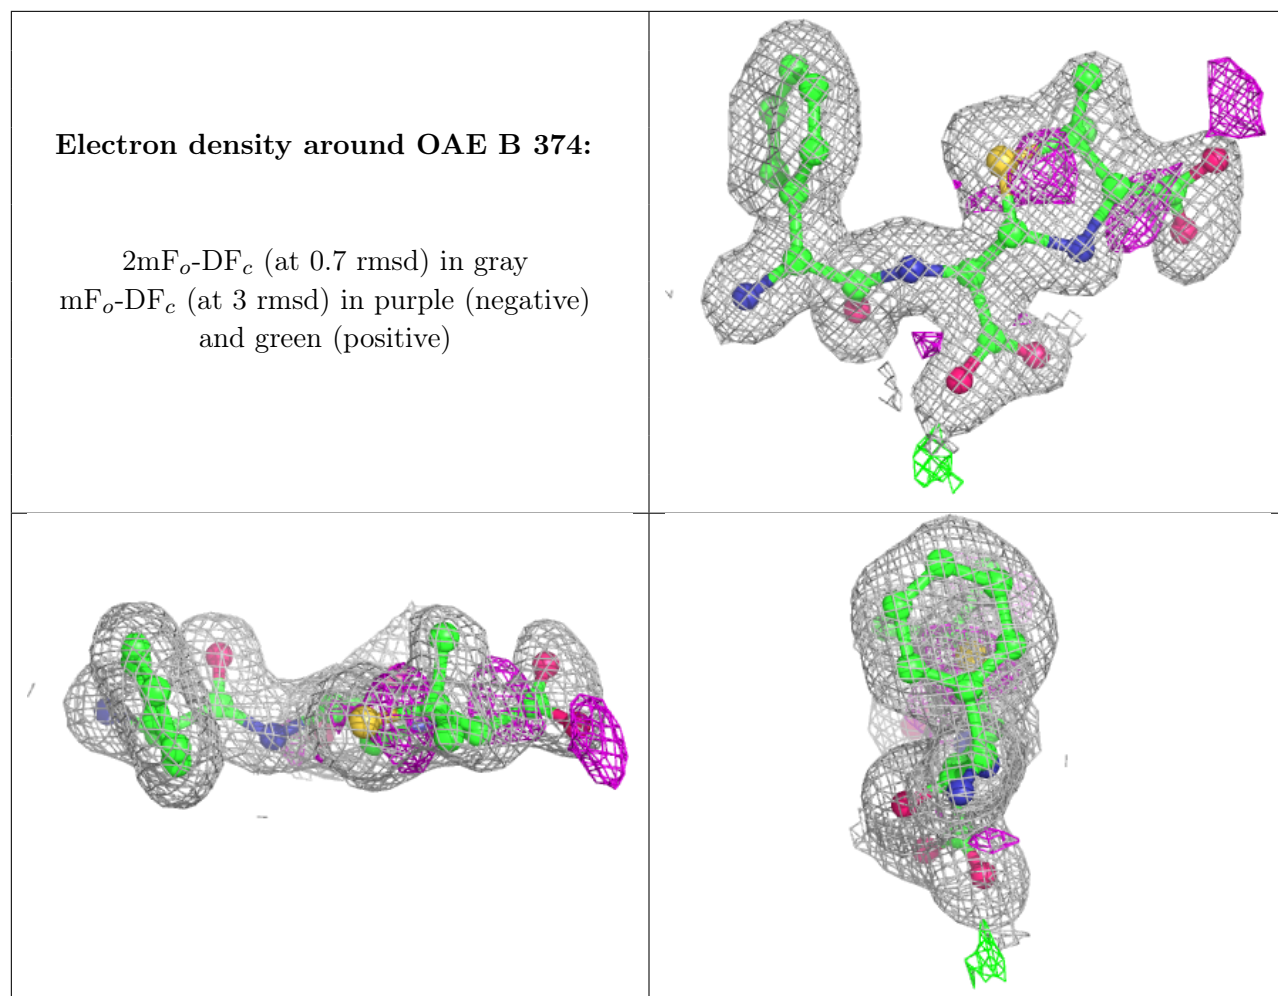 Electron density around OAE B 374:
2mFo-DFc (at 0.7 rmsd) in gray
mFo-DFc (at 3 rmsd) in purple (negative)
and green (positive)